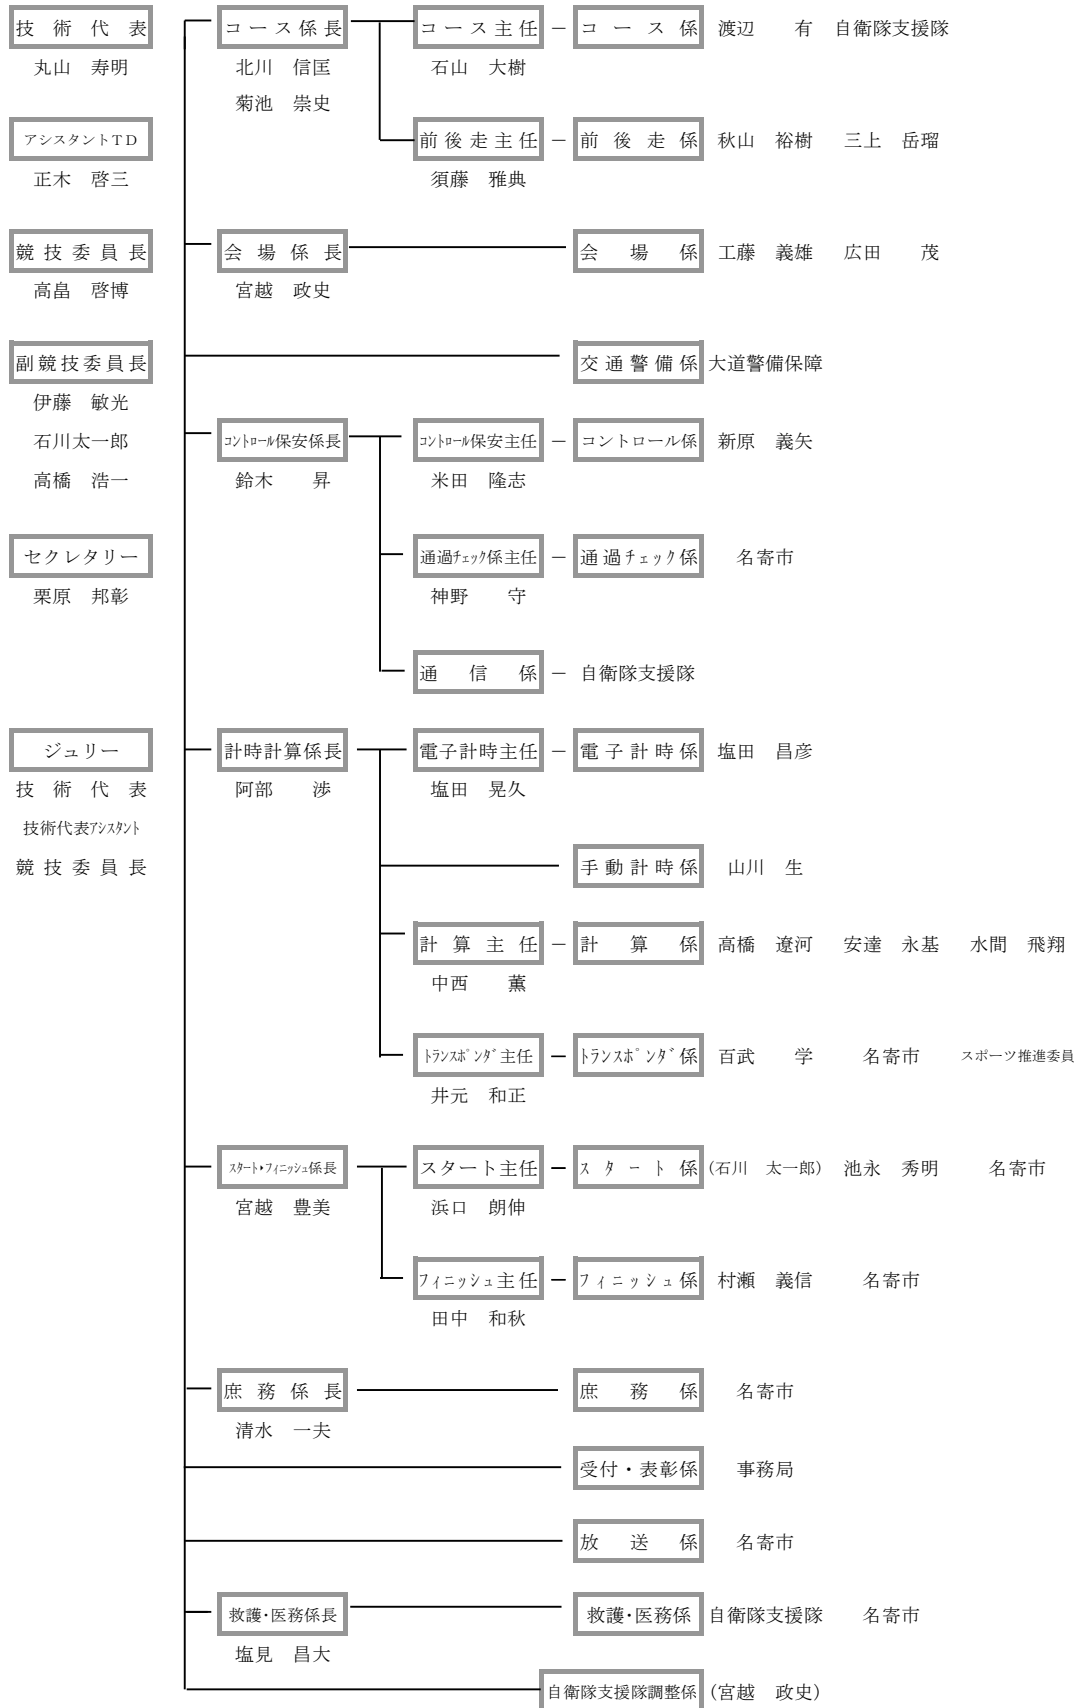 技術代表 コース係長 コース主任 － コース係 渡辺　有 自衛隊支援隊
丸山　寿明 北川　信匡 石山　大樹
菊池　崇史
アシスタントTD 前後走主任 － 前後走係 秋山　裕樹 三上　岳瑠
正木　啓三 須藤　雅典
競技委員長 会場係長 会場係 工藤　義雄 広田　茂
高畠　啓博 宮越　政史
副競技委員長 交通警備係 大道警備保障
伊藤　敏光
石川太一郎 コントロール保安係長 コントロール保安主任 － コントロール係 新原　義矢
高橋　浩一 鈴木　昇 米田　隆志
セクレタリー 通過チェック係主任 － 通過チェック係 名寄市
栗原　邦彰 神野　守
通信係 － 自衛隊支援隊
ジュリー 計時計算係長 電子計時主任 － 電子計時係 塩田　昌彦
技術代表 阿部　渉 塩田　晃久
技術代表アシスタント
競技委員長 手動計時係 山川　生
計算主任 － 計算係 高橋　遼河 安達　永基 水間　飛翔
中西　薫
トランスポンダ主任 － トランスポンダ係 百武　学 名寄市 スポーツ推進委員
井元　和正
スタート・フィニッシュ係長 スタート主任 － スタート係 (石川　太一郎) 池永　秀明 名寄市
宮越　豊美 浜口　朗伸
フィニッシュ主任 － フィニッシュ係 村瀬　義信 名寄市
田中　和秋
庶務係長 庶務係 名寄市
清水　一夫
受付・表彰係 事務局
放送係 名寄市
救護・医務係長 救護・医務係 自衛隊支援隊 名寄市
塩見　昌大
自衛隊支援隊調整係 (宮越　政史)